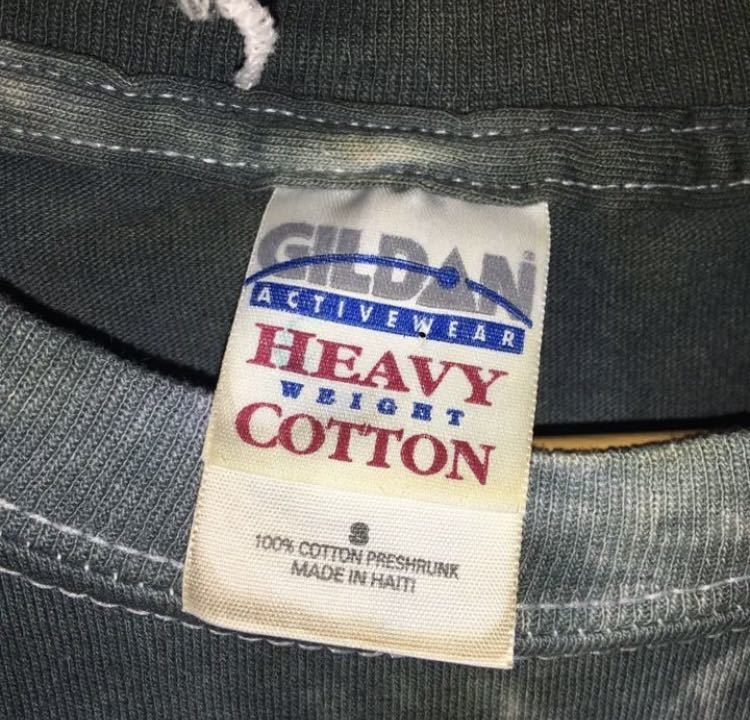 GILDAN®
ACTIVEWEAR
HEAVY
WEIGHT
COTTON
S
100% COTTON PRESHRUNK
MADE IN HAITI